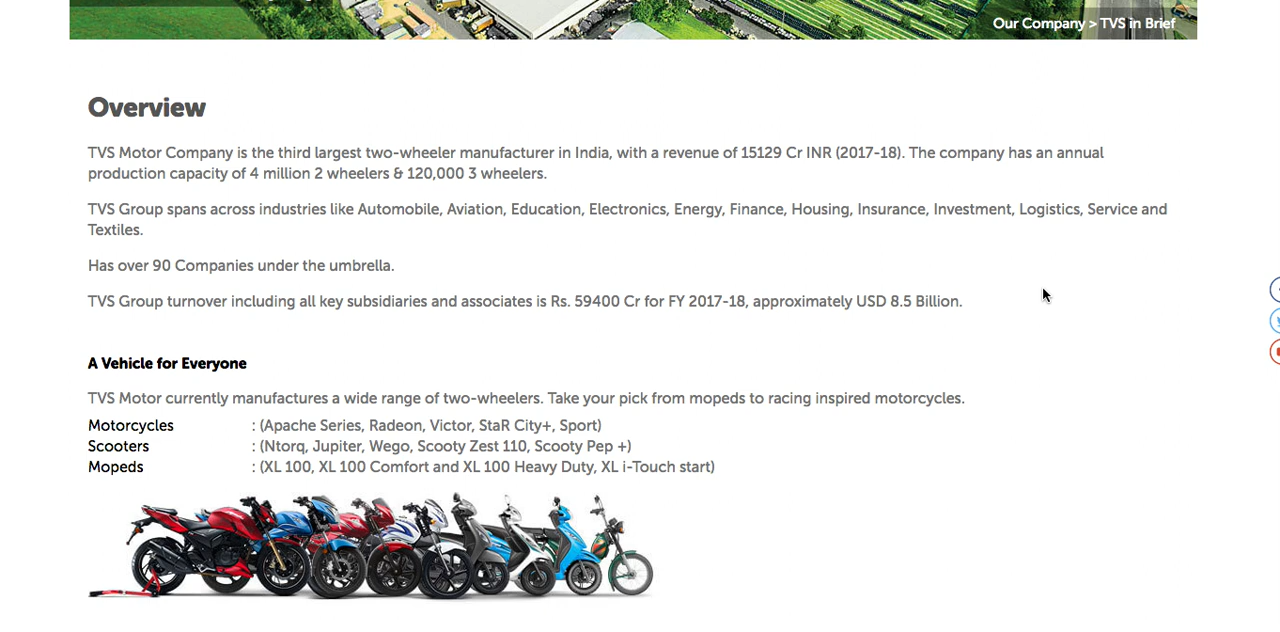 Our Company > TVS in Brief
Overview
TVS Motor Company is the third largest two-wheeler manufacturer in India, with a revenue of 15129 Cr INR (2017-18). The company has an annual
production capacity of 4 million 2 wheelers & 120,000 3 wheelers.
TVS Group spans across industries like Automobile, Aviation, Education, Electronics, Energy, Finance, Housing, Insurance, Investment, Logistics, Service and
Textiles.
Has over 90 Companies under the umbrella.
TVS Group turnover including all key subsidiaries and associates is Rs. 59400 Cr for FY 2017-18, approximately USD 8.5 Billion.
A Vehicle for Everyone
TVS Motor currently manufactures a wide range of two-wheelers. Take your pick from mopeds to racing inspired motorcycles.
Motorcycles : (Apache Series, Radeon, Victor, StaR City+, Sport)
Scooters : (Ntorq, Jupiter, Wego, Scooty Zest 110, Scooty Pep +)
Mopeds : (XL 100, XL 100 Comfort and XL 100 Heavy Duty, XL i-Touch start)